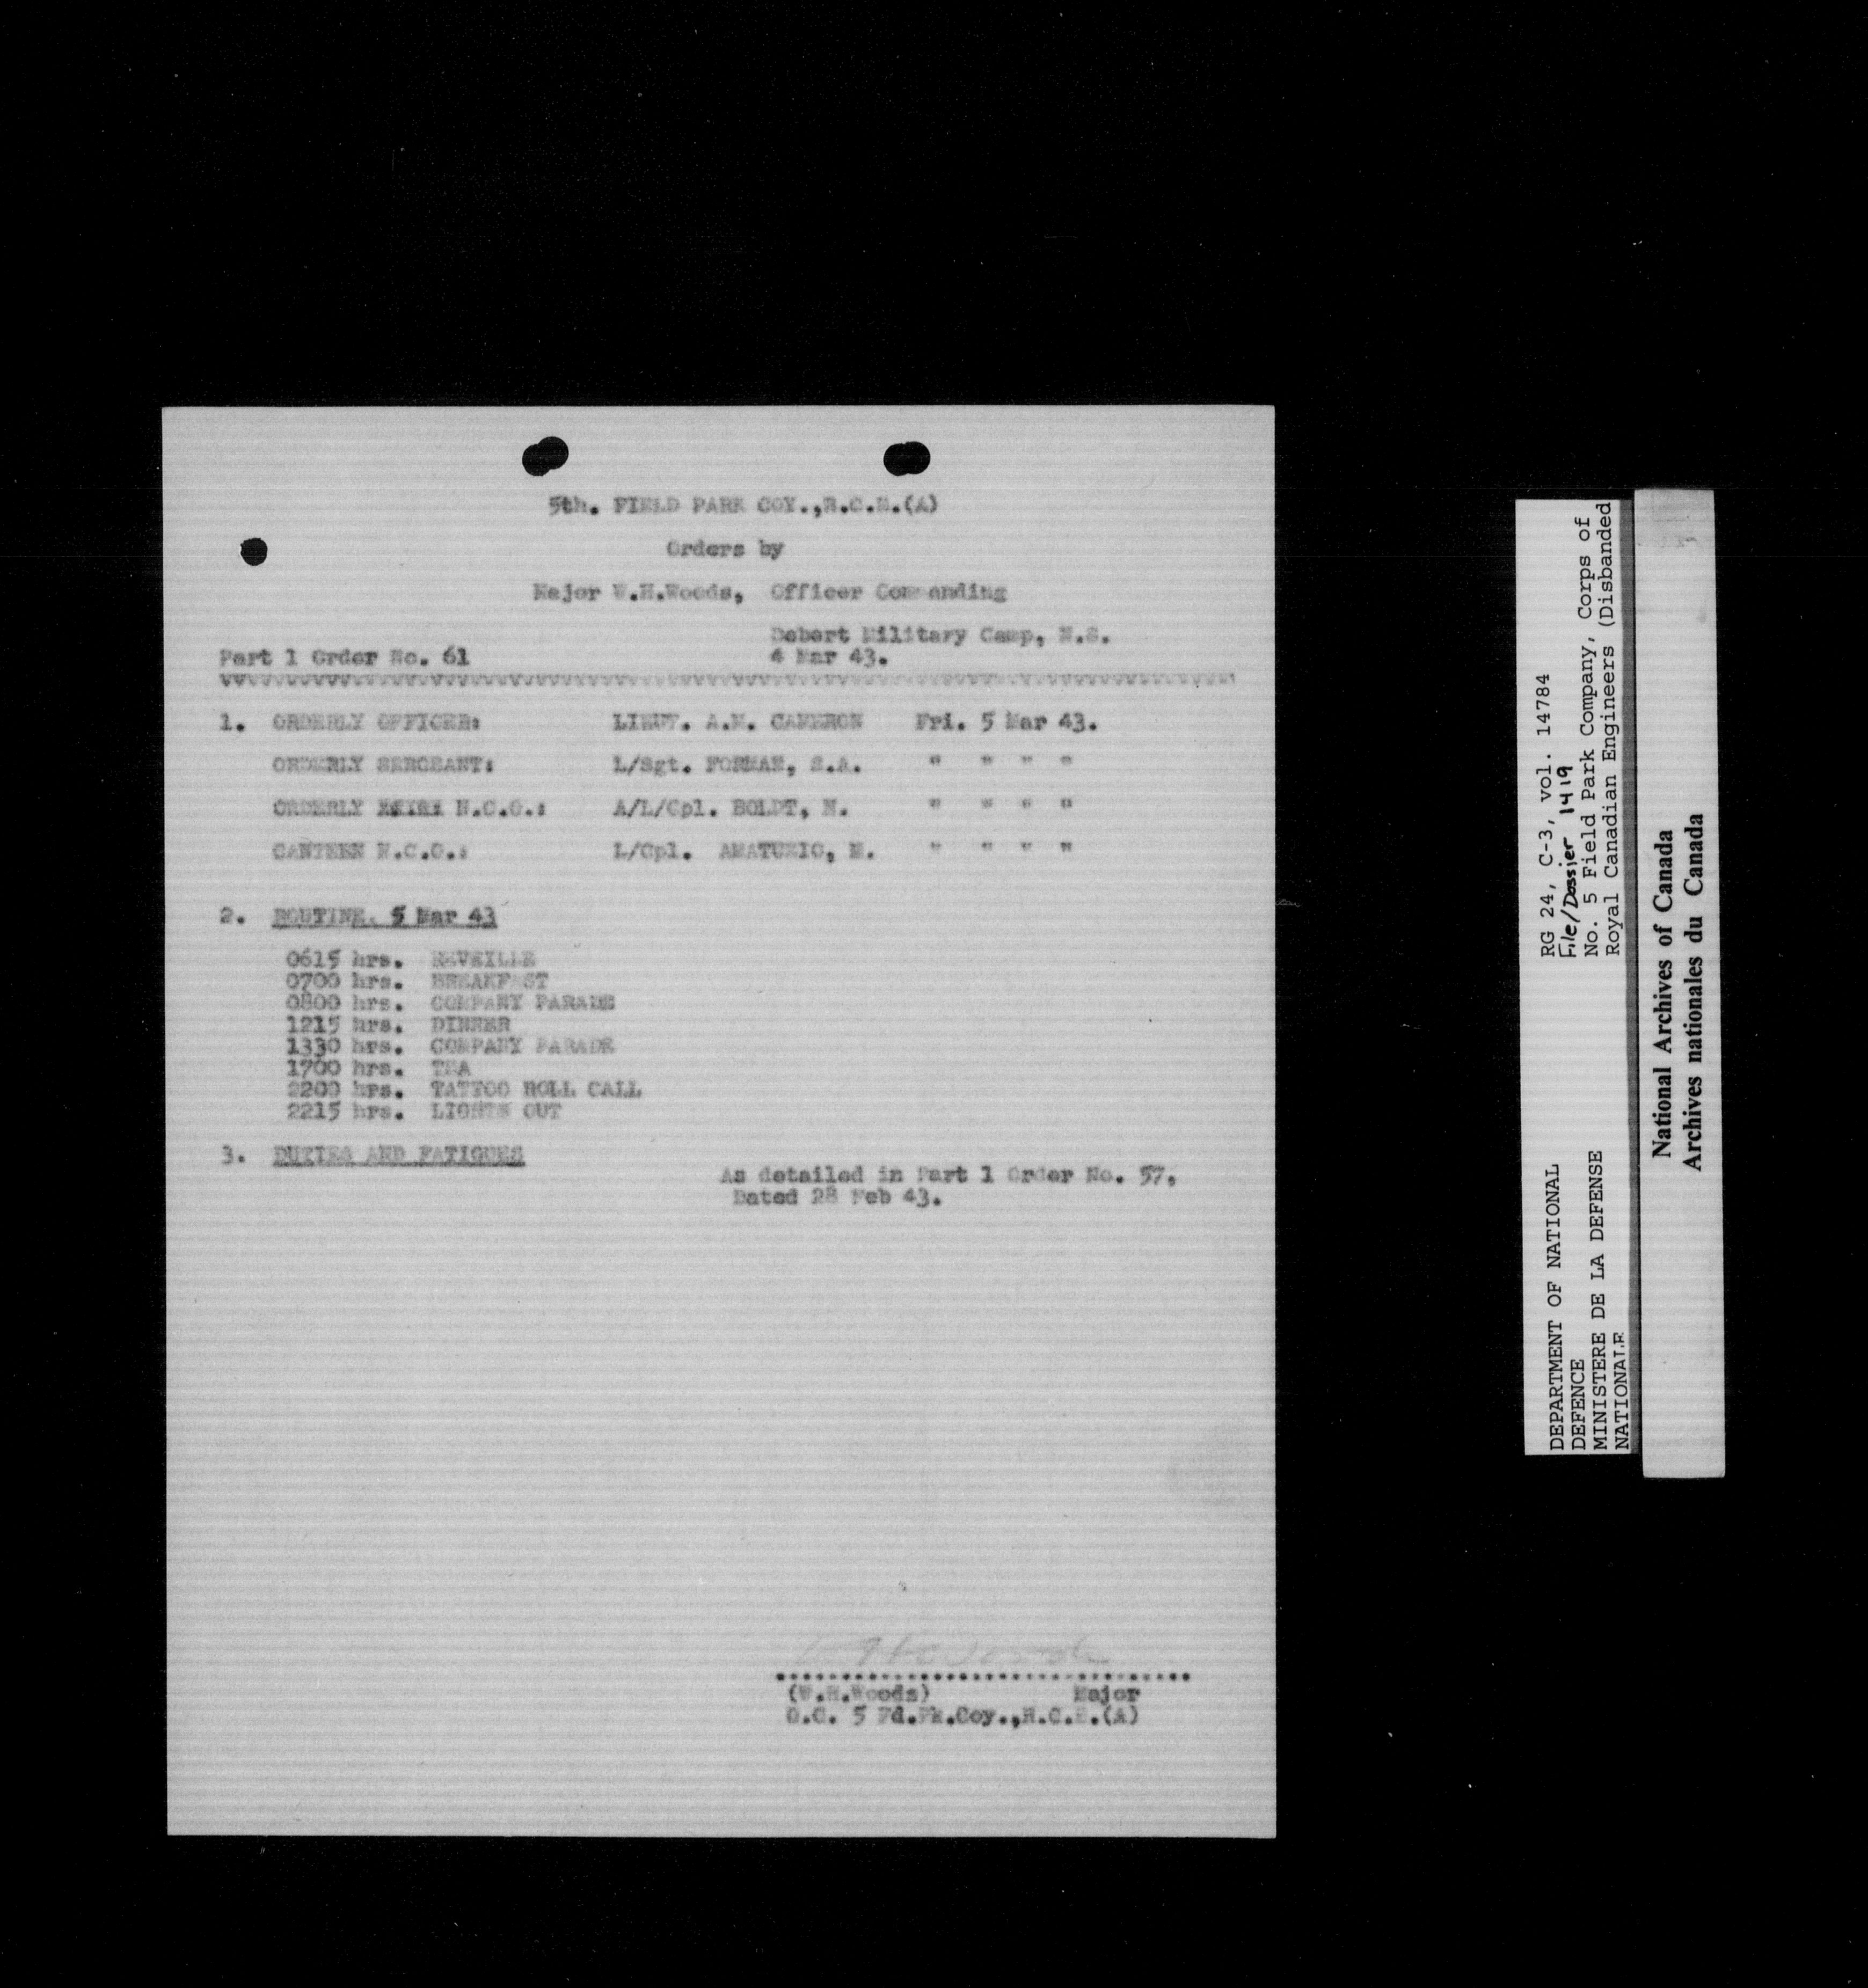 5th. FIELD PARK COY.,R.C.E.(A)
Orders by
Major W.H.Woods, Officer Commanding
Debert Military Camp, N.S.
Part 1 Order No. 61 4 Mar 43.
1. ORDERLY OFFICER: LIEUT. A.M. CAMERON Fri. 5 Mar 43.
ORDERLY SERGEANT: L/Sgt. FORMAN, S.A. " " " "
ORDERLY N.C.O.: A/L/Cpl. BOLDT, N. " " " "
CANTEEN N.C.O.: L/Cpl. AMATUZIO, M. " " " "
2. ROUTINE. 5 Mar 43
0615 hrs. REVEILLE
0700 hrs. BREAKFAST
0800 hrs. COMPANY PARADE
1215 hrs. DINNER
1330 hrs. COMPANY PARADE
1700 hrs. TEA
2200 hrs. TATTOO ROLL CALL
2215 hrs. LIGHTS OUT
3. DUTIES AND FATIGUES
As detailed in Part 1 Order No. 57,
Dated 28 Feb 43.
W H Woods
(W.H.Woods) Major
O.C. 5 Fd.Pk.Coy.,R.C.E.(A)
DEPARTMENT OF NATIONAL
DEFENCE
MINISTERE DE LA DEFENSE
NATIONALE
RG 24, C-3, vol. 14784
File/Dossier 1419
No. 5 Field Park Company, Corps of
Royal Canadian Engineers (Disbanded
National Archives of Canada
Archives nationales du Canada